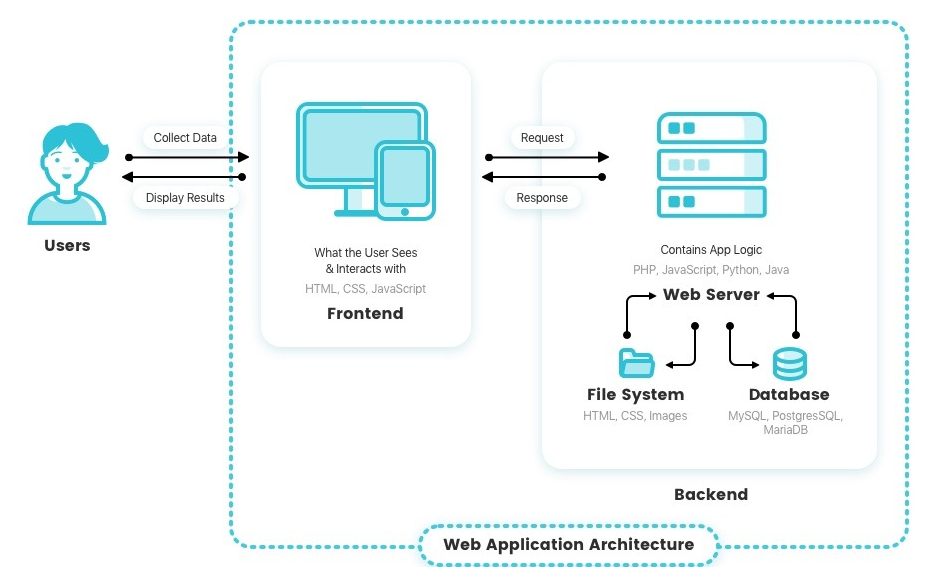 Collect Data
Display Results
Users
What the User Sees
& Interacts with
HTML, CSS, JavaScript
Frontend
Request
Response
Contains App Logic
PHP, JavaScript, Python, Java
Web Server
File System
HTML, CSS, Images
Database
MySQL, PostgresSQL,
MariaDB
Backend
Web Application Architecture